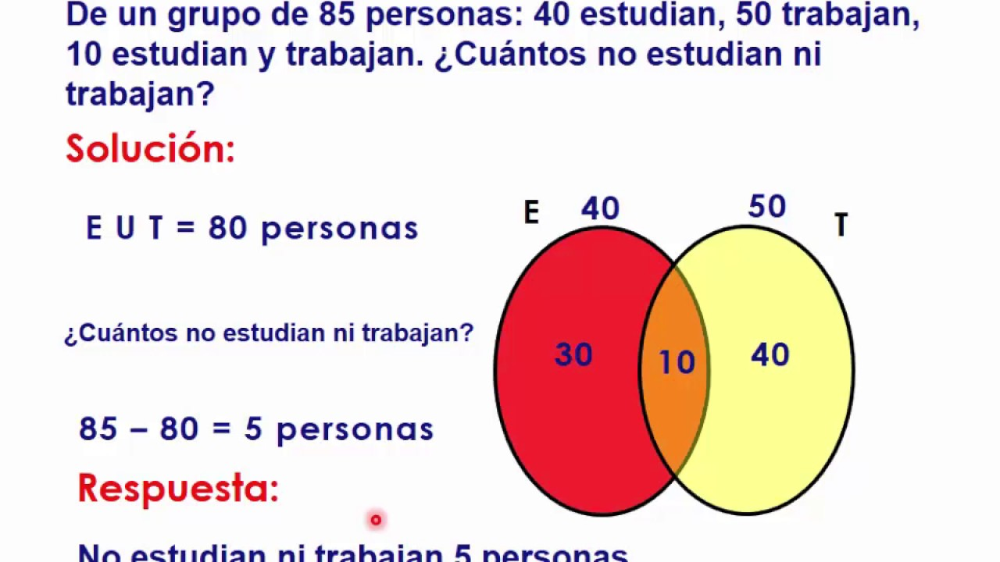 De un grupo de 85 personas: 40 estudian, 50 trabajan,
10 estudian y trabajan. ¿Cuántos no estudian ni
trabajan?
Solución:
E 40 50 T
E U T = 80 personas
¿Cuántos no estudian ni trabajan?
30 10 40
85 – 80 = 5 personas
Respuesta:
No estudian ni trabajan 5 personas